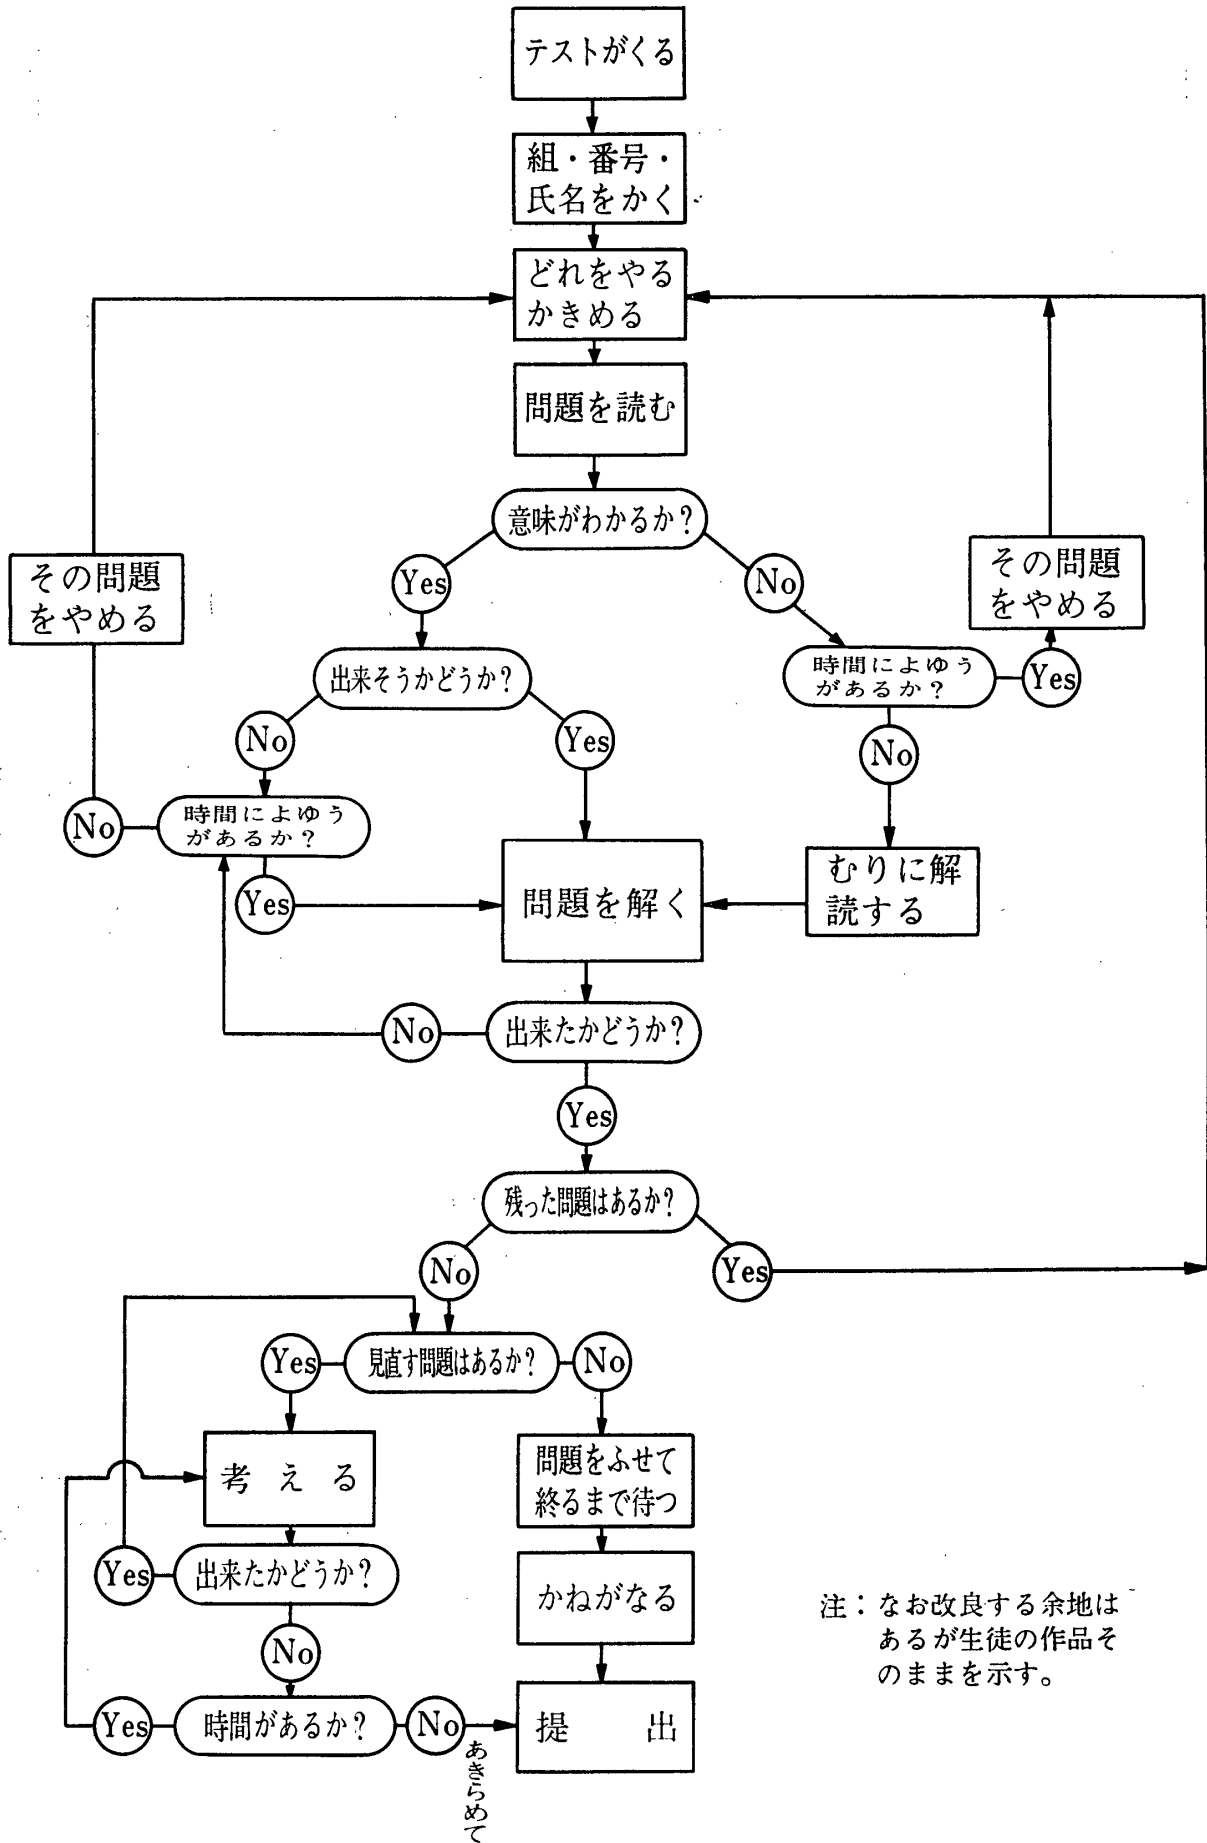 テストがくる
組・番号・
氏名をかく
どれをやる
かきめる
問題を読む
意味がわかるか?
Yes
No
その問題
をやめる
その問題
をやめる
出来そうかどうか?
時間によゆう
があるか?
Yes
No
Yes
No
時間によゆう
があるか?
No
Yes
問題を解く
むりに解
読する
出来たかどうか?
No
Yes
残った問題はあるか?
No
Yes
見直す問題はあるか?
Yes
No
考える
問題をふせて
終るまで待つ
出来たかどうか?
Yes
No
かねがなる
時間があるか?
Yes
No
あきらめて
提出
注:なお改良する余地は
あるが生徒の作品そ
のままを示す。